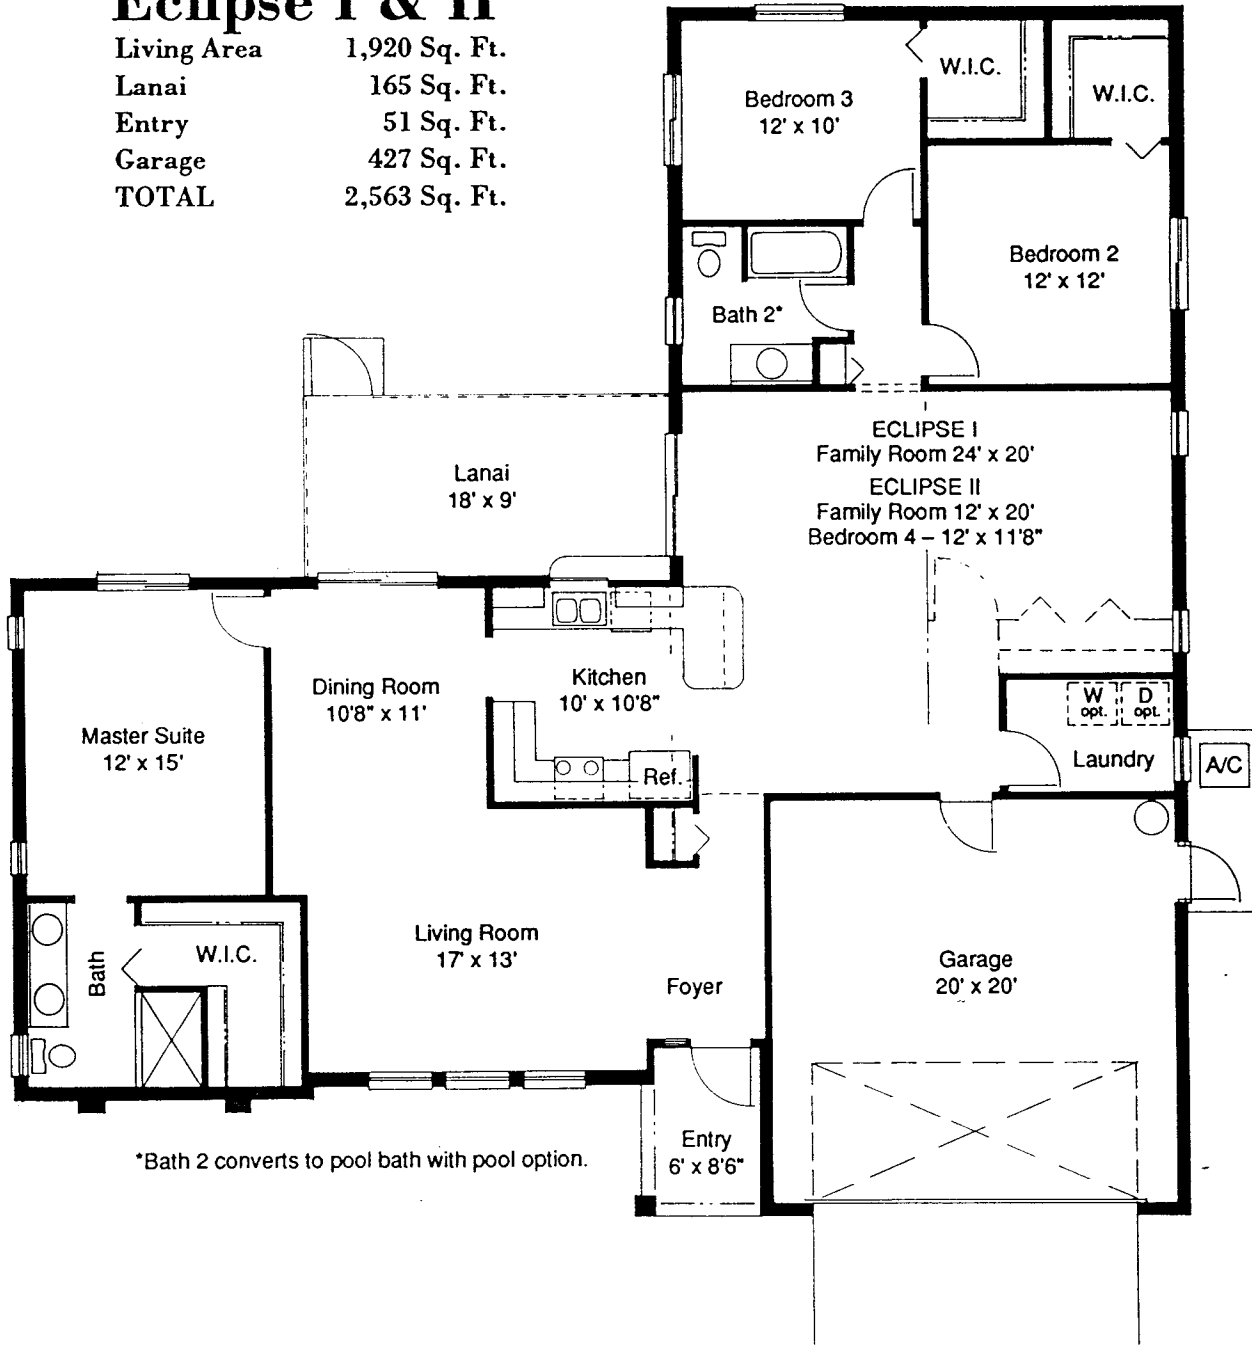 Eclipse I & II
Living Area 1,920 Sq. Ft.
Lanai 165 Sq. Ft.
Entry 51 Sq. Ft.
Garage 427 Sq. Ft.
TOTAL 2,563 Sq. Ft.
Bedroom 3
12' x 10'
W.I.C.
W.I.C.
Bedroom 2
12' x 12'
Bath 2*
ECLIPSE I
Family Room 24' x 20'
ECLIPSE II
Family Room 12' x 20'
Bedroom 4 – 12' x 11'8"
Lanai
18' x 9'
Kitchen
10' x 10'8"
Dining Room
10'8" x 11'
Master Suite
12' x 15'
W
opt.
D
opt.
Laundry
A/C
Ref.
Living Room
17' x 13'
W.I.C.
Bath
Foyer
Garage
20' x 20'
Entry
6' x 8'6"
*Bath 2 converts to pool bath with pool option.